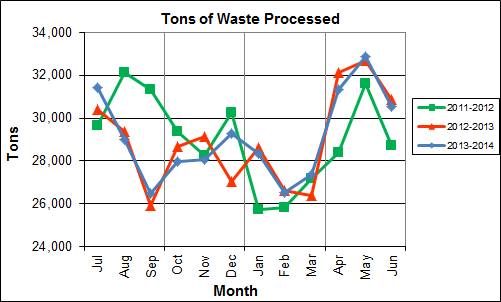 Tons of Waste Processed
34,000
32,000
30,000
28,000
26,000
24,000
Tons
Jul
Aug
Sep
Oct
Nov
Dec
Jan
Feb
Mar
Apr
May
Jun
Month
2011-2012
2012-2013
2013-2014